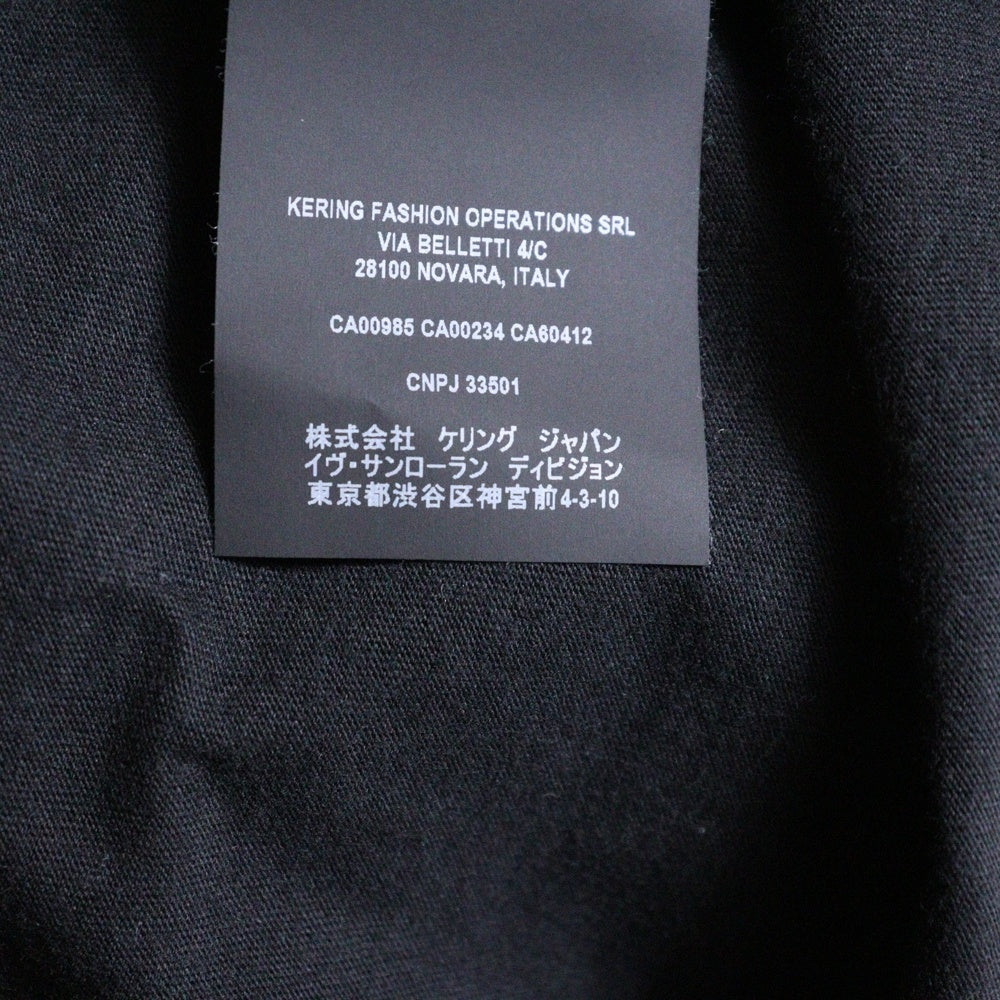 KERING FASHION OPERATIONS SRL
VIA BELLETTI 4/C
28100 NOVARA, ITALY
CA00985 CA00234 CA60412
CNPJ 33501
株式会社 ケリング ジャパン
イヴ・サンローラン ディビジョン
東京都渋谷区神宮前4-3-10